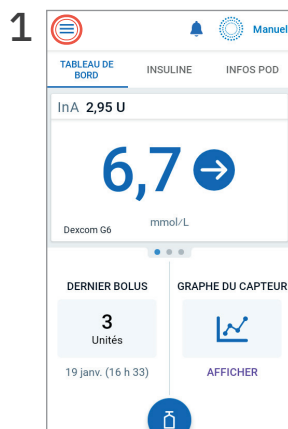 1
Manuel
TABLEAU DE
BORD
INSULINE
INFOS POD
InA 2,95 U
6,7
mmol/L
Dexcom G6
DERNIER BOLUS
GRAPHE DU CAPTEUR
3
Unités
19 janv. (16 h 33)
AFFICHER